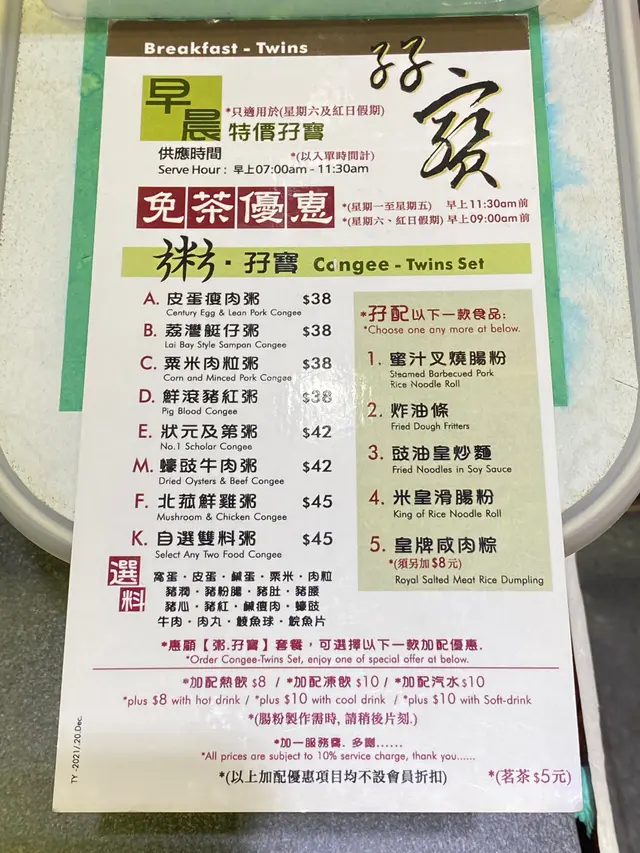 Breakfast - Twins
孖孖寶
早晨
*只適用於(星期六及紅日假期)
特價孖寶
供應時間 *(以入單時間計)
Serve Hour : 早上07:00am - 11:30am
免茶優惠
*(星期一至星期五) 早上11:30am前
*(星期六、紅日假期) 早上09:00am前
粥·孖寶 Congee - Twins Set
A. 皮蛋瘦肉粥 $38
Century Egg & Lean Pork Congee
B. 荔灣艇仔粥 $38
Lai Bay Style Sampan Congee
C. 粟米肉粒粥 $38
Corn and Minced Pork Congee
D. 鮮滾豬紅粥 $38
Pig Blood Congee
E. 狀元及第粥 $42
No.1 Scholar Congee
M. 蠔豉牛肉粥 $42
Dried Oysters & Beef Congee
F. 北菰鮮雞粥 $45
Mushroom & Chicken Congee
K. 自選雙料粥 $45
Select Any Two Food Congee
*孖配以下一款食品:
*Choose one any more at below.
1. 蜜汁叉燒腸粉
Steamed Barbecued Pork
Rice Noodle Roll
2. 炸油條
Fried Dough Fritters
3. 豉油皇炒麵
Fried Noodles in Soy Sauce
4. 米皇滑腸粉
King of Rice Noodle Roll
5. 皇牌咸肉粽
*(須另加$8元)
Royal Salted Meat Rice Dumpling
選料
窩蛋·皮蛋·鹹蛋·粟米·肉粒
豬潤·豬粉腸·豬肚·豬腰
豬心·豬紅·鹹瘦肉·蠔豉
牛肉·肉丸·鯪魚球·鯇魚片
*惠顧【粥.孖寶】套餐，可選擇以下一款加配優惠.
*Order Congee-Twins Set, enjoy one of special offer at below.
*加配熱飲 $8 / *加配凍飲 $10 / *加配汽水 $10
*plus $8 with hot drink / *plus $10 with cool drink / *plus $10 with Soft-drink
*(腸粉製作需時, 請稍後片刻.)
*加一服務費. 多謝......
*All prices are subject to 10% service charge, thank you......
*(以上加配優惠項目均不設會員折扣) *(茗茶 $5元)
TY -2021/.20.Dec.